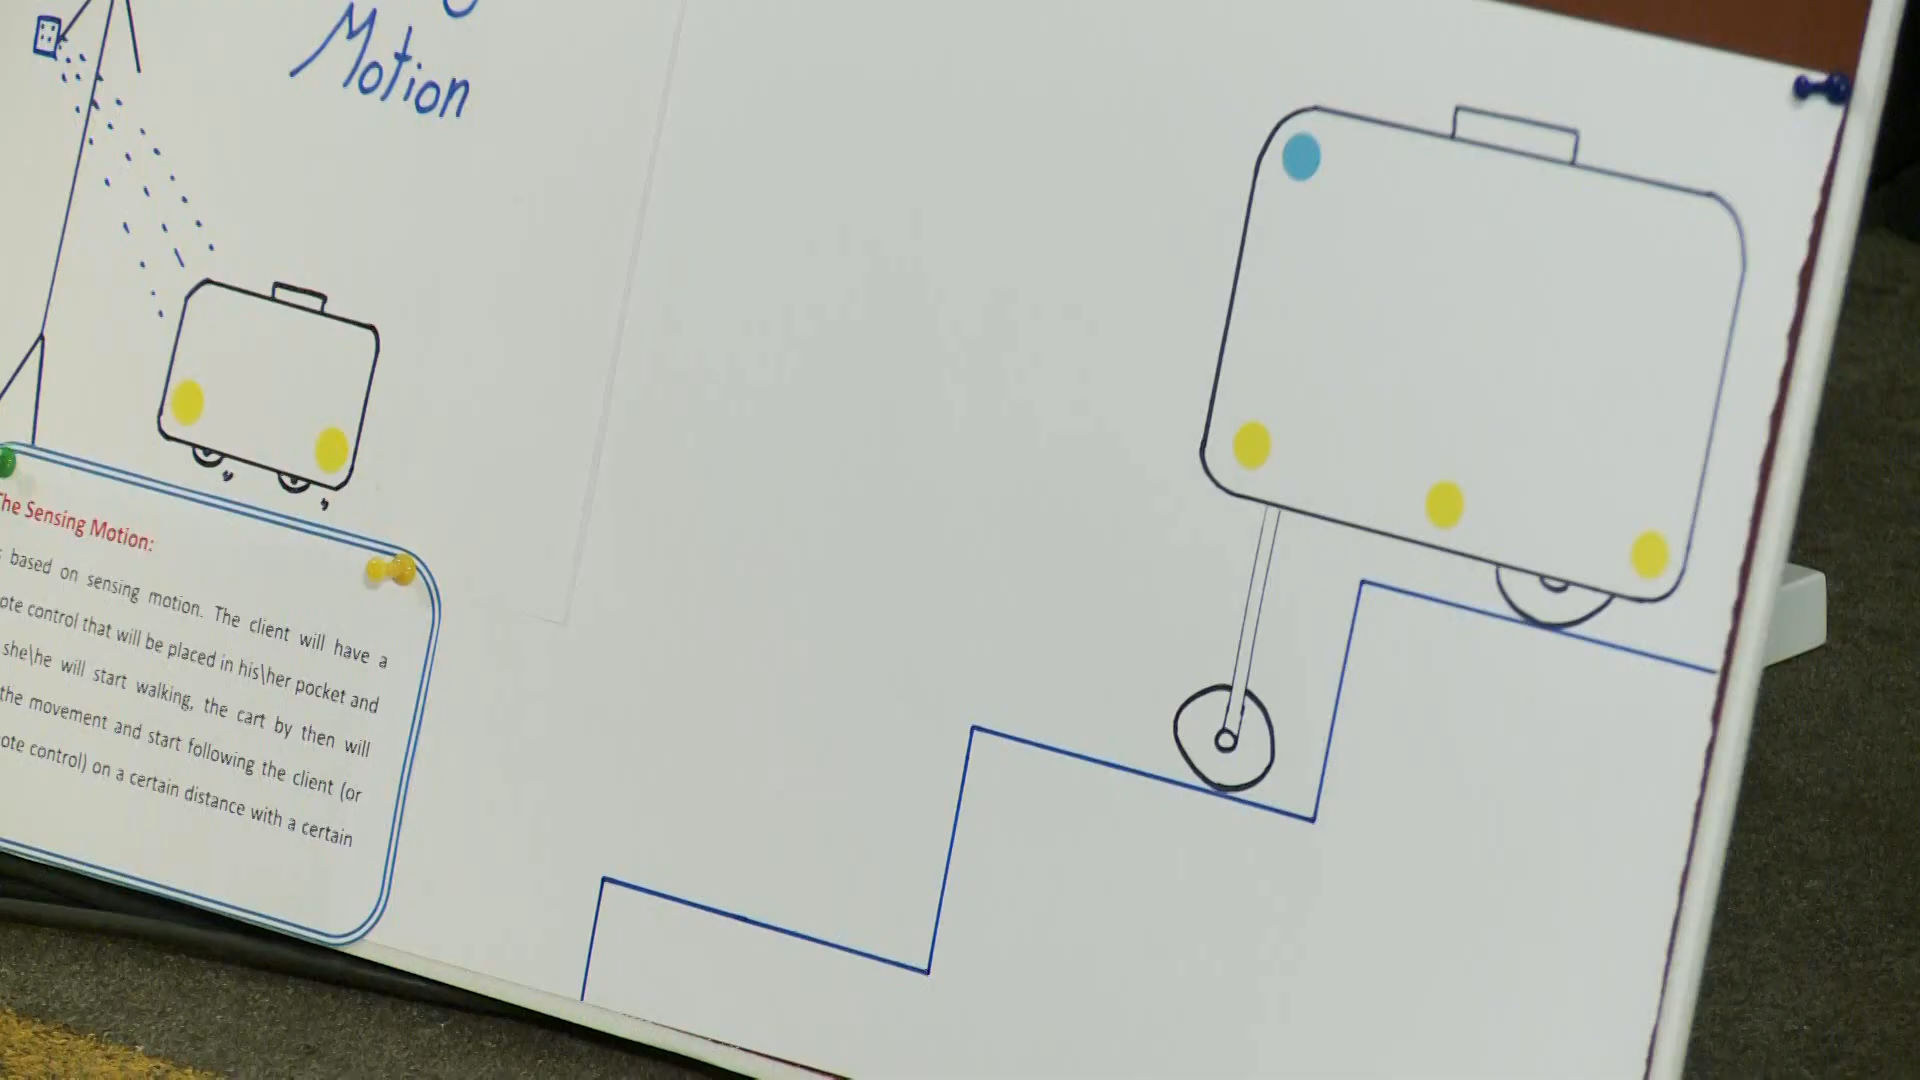 Motion
The Sensing Motion:
based on sensing motion. The client will have a
control that will be placed in his\her pocket and
she\he will start walking, the cart by then will
the movement and start following the client (or
control) on a certain distance with a certain